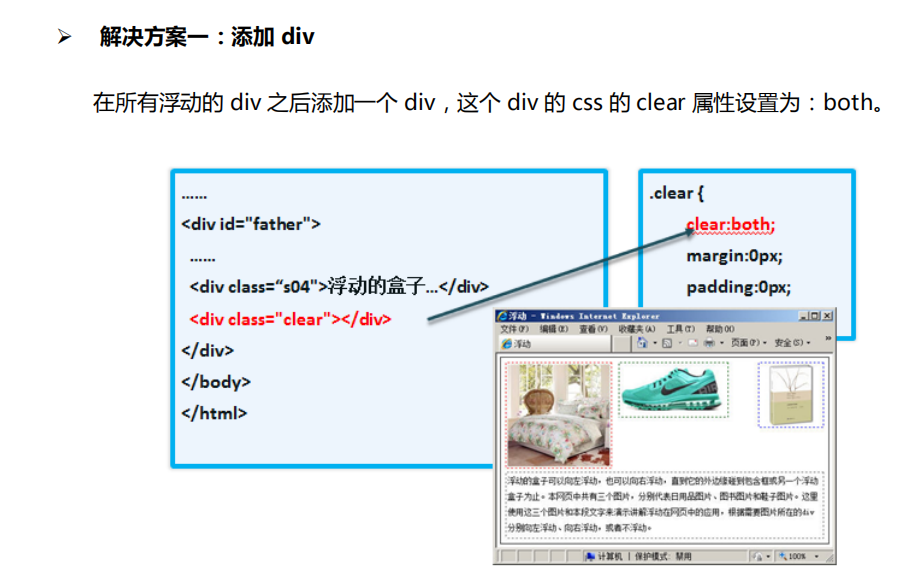 ➢ 解决方案一：添加 div
在所有浮动的 div 之后添加一个 div，这个 div 的 css 的 clear 属性设置为：both。
……
<div id="father">
……
<div class=“s04">浮动的盒子…</div>
<div class="clear"></div>
</div>
</body>
</html>
.clear {
clear:both;
margin:0px;
padding:0px;
浮动 - Windows Internet Explorer
文件(F) 编辑(E) 查看(V) 收藏夹(A) 工具(T) 帮助(H)
浮动 页面(P) 安全(S) »
浮动的盒子可以向左浮动，也可以向右浮动，直到它的外边缘碰到包含框或另一个浮动
盒子为止。本网页中共有三个图片，分别代表日用品图片、图书图片和鞋子图片。这里
使用这三个图片和本段文字来演示讲解浮动在网页中的应用，根据需要图片所在的div
分别向左浮动、向右浮动，或者不浮动。
计算机 | 保护模式: 禁用 100%